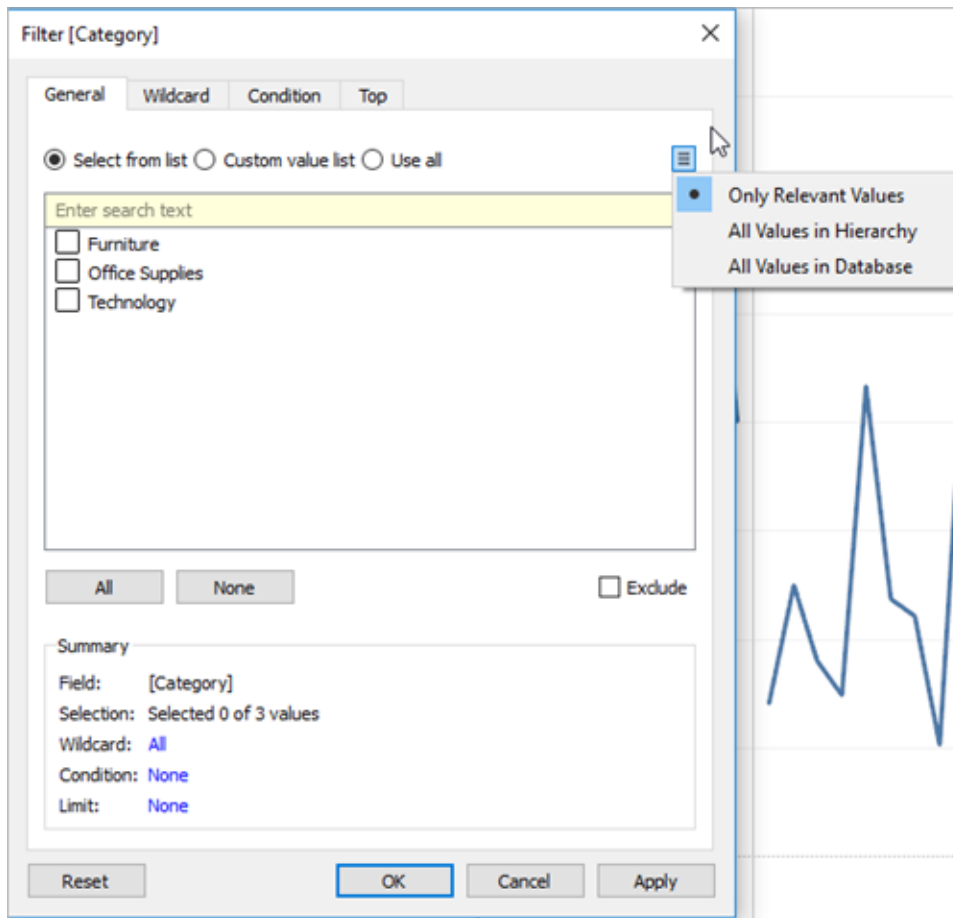 Filter [Category]
General Wildcard Condition Top
Select from list Custom value list Use all
Only Relevant Values
All Values in Hierarchy
All Values in Database
Enter search text
Furniture
Office Supplies
Technology
All None Exclude
Summary
Field: [Category]
Selection: Selected 0 of 3 values
Wildcard: All
Condition: None
Limit: None
Reset OK Cancel Apply